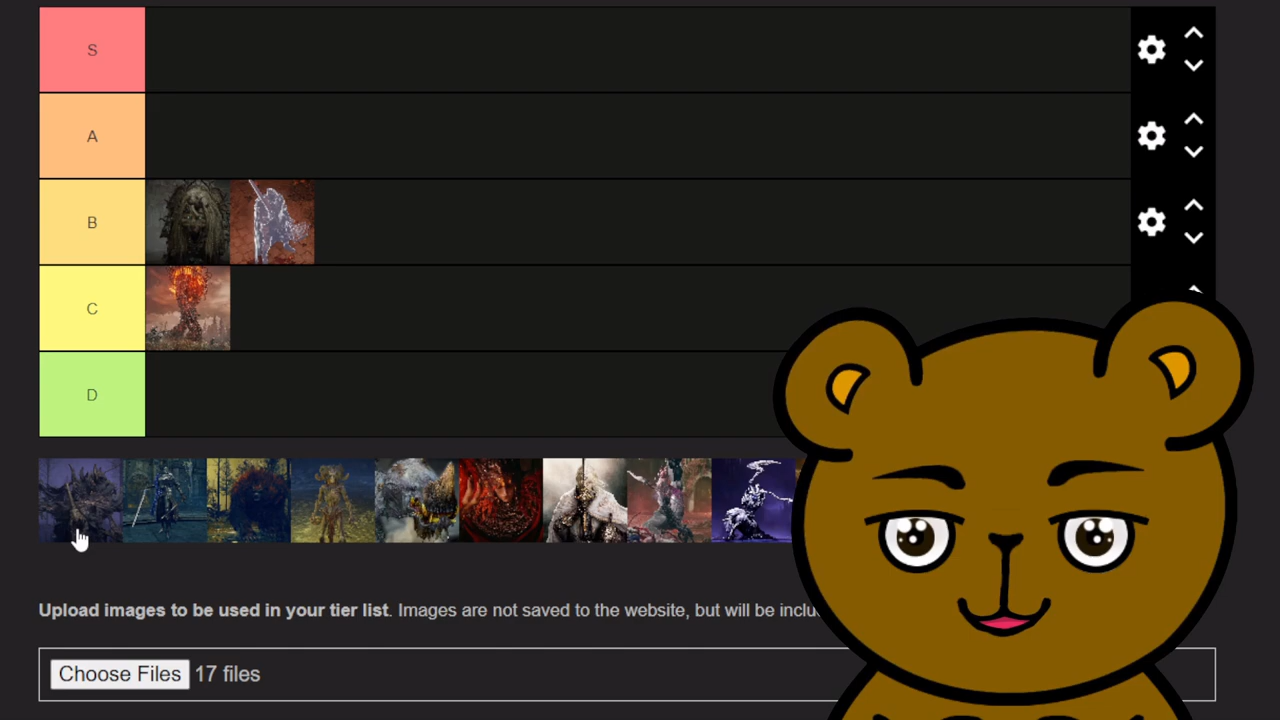 S
A
B
C
D
Upload images to be used in your tier list. Images are not saved to the website, but will be
Choose Files 17 files